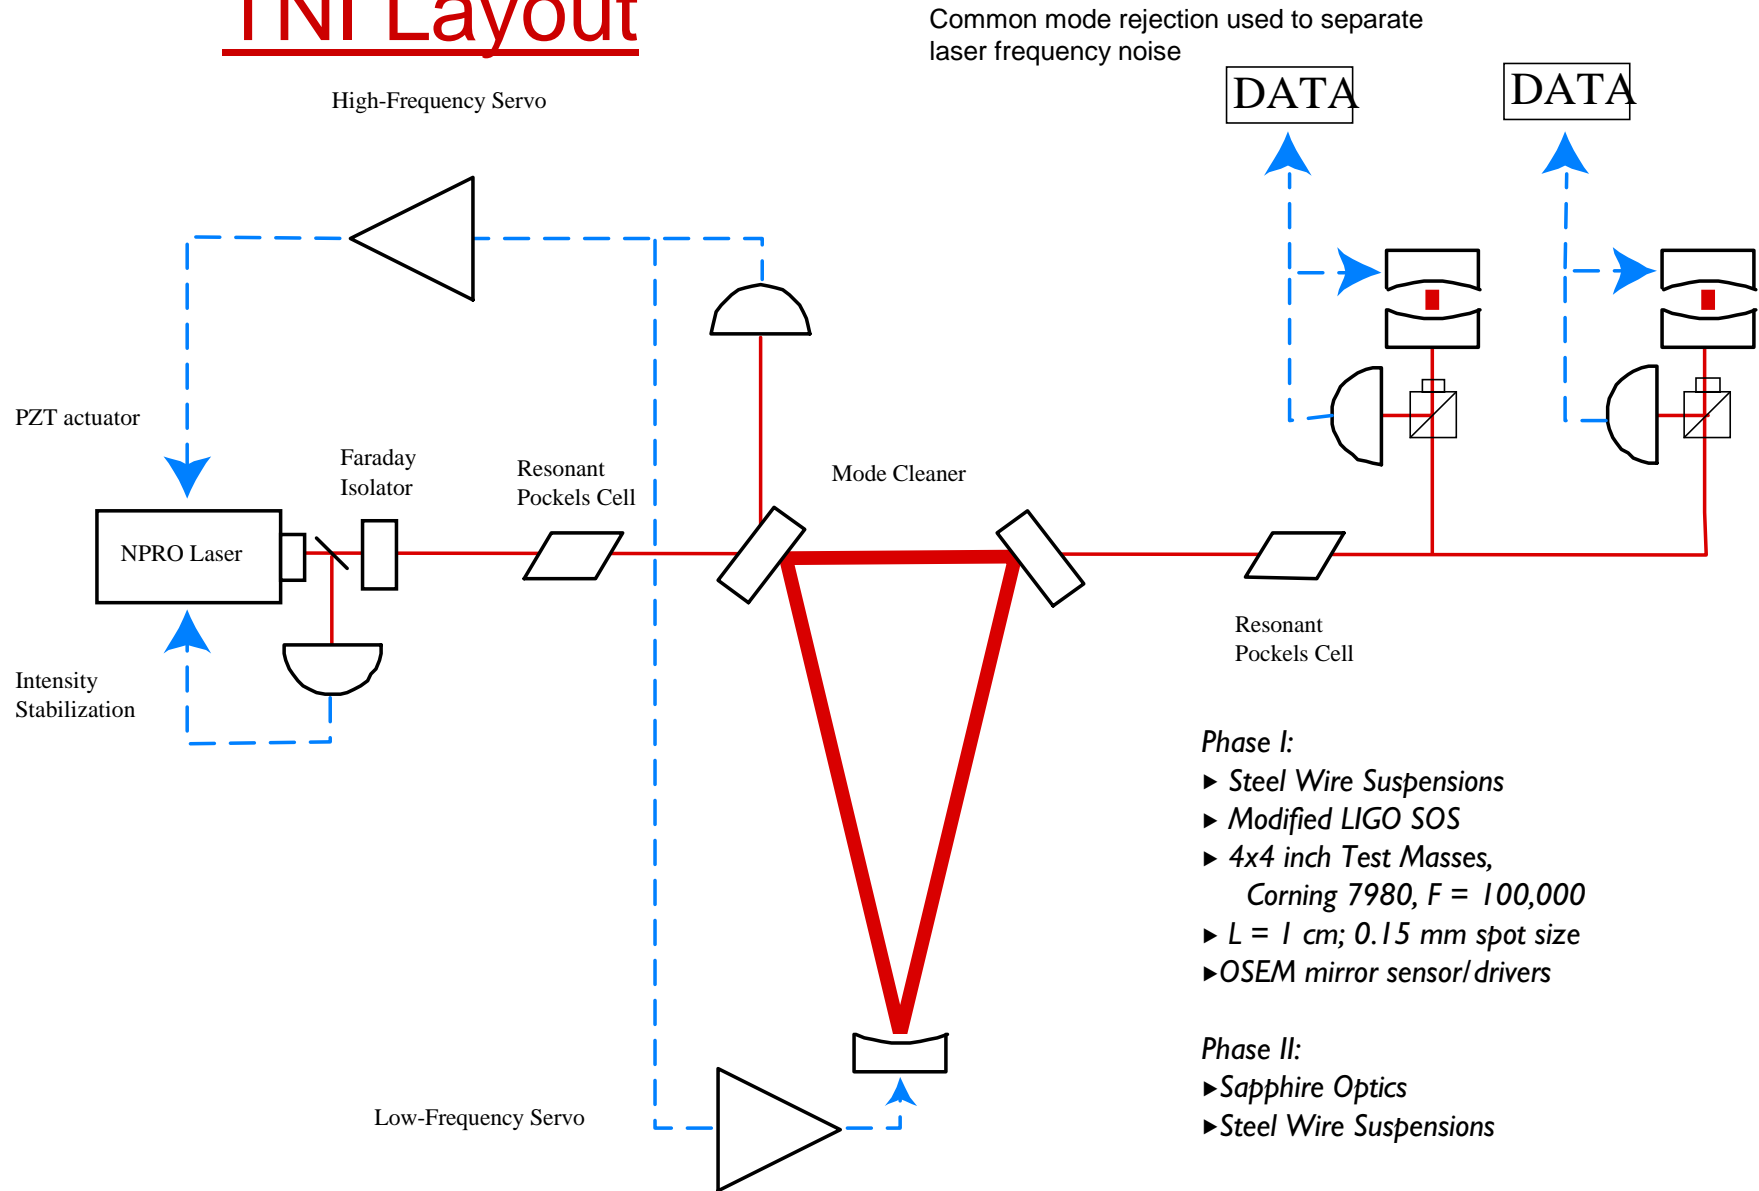 TNI Layout
Common mode rejection used to separate
laser frequency noise
DATA
DATA
High-Frequency Servo
PZT actuator
Faraday
Isolator
Resonant
Pockels Cell
Mode Cleaner
NPRO Laser
Resonant
Pockels Cell
Intensity
Stabilization
Phase I:
▸ Steel Wire Suspensions
▸ Modified LIGO SOS
▸ 4x4 inch Test Masses,
Corning 7980, F = 100,000
▸ L = 1 cm; 0.15 mm spot size
▸OSEM mirror sensor/drivers
Phase II:
▸Sapphire Optics
▸Steel Wire Suspensions
Low-Frequency Servo